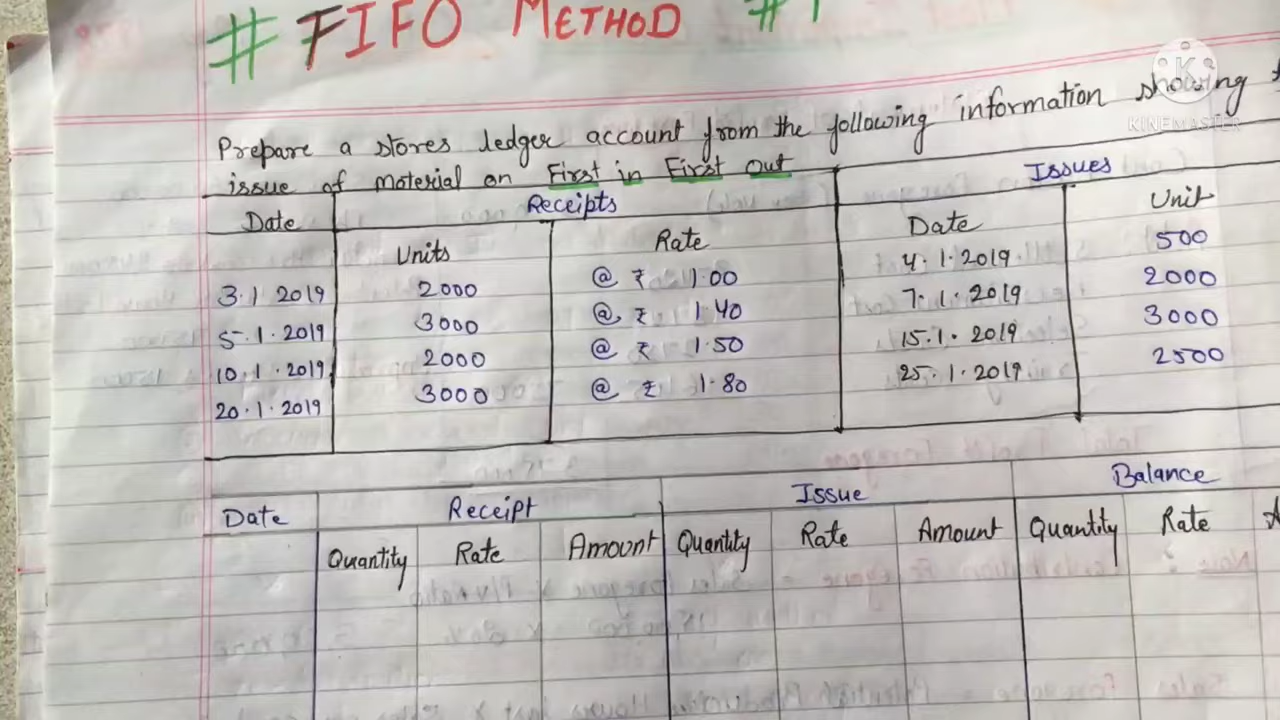 # FIFO METHOD #
KINEMASTER
Prepare a stores ledger account from the following information showing
issue of material on First in First Out
Date Receipts Issues
Units Rate Date Unit
3.1 2019 2000 @ ₹ 1.00 4.1.2019 500
5.1.2019 3000 @ ₹ 1.40 7.1.2019 2000
10.1.2019 2000 @ ₹ 1.50 15.1.2019 3000
20.1.2019 3000 @ ₹ 1.80 25.1.2019 2500
Date Receipt Issue Balance
Quantity Rate Amount Quantity Rate Amount Quantity Rate